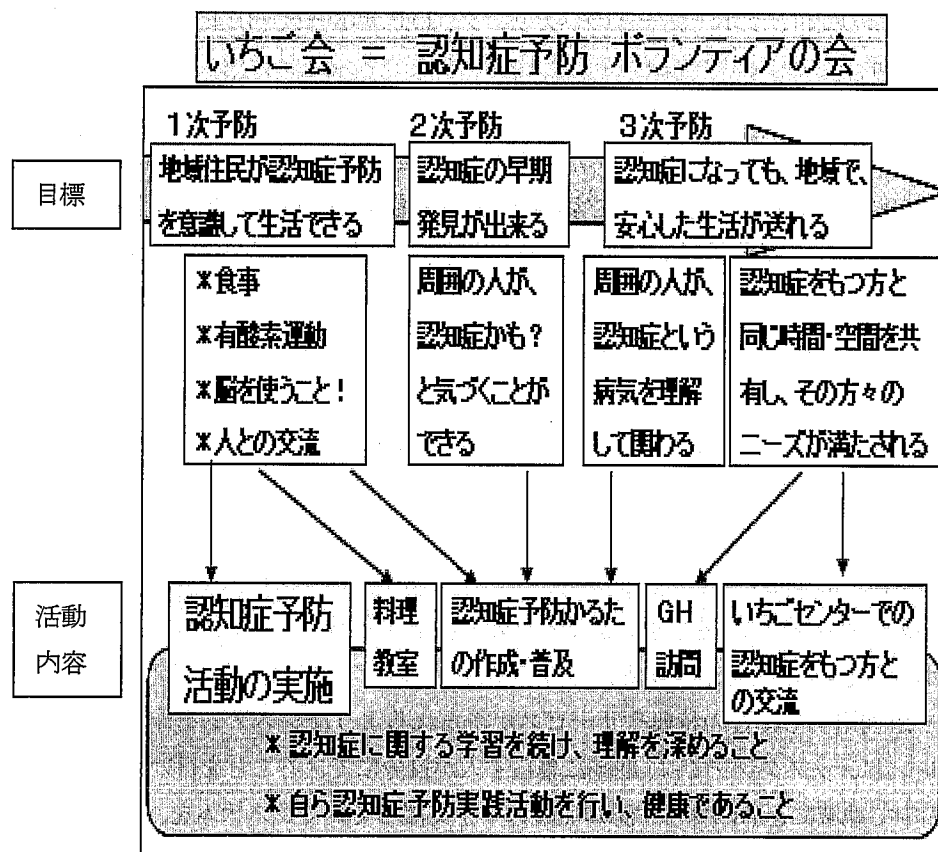 いちご会 = 認知症予防 ボランティアの会
1次予防
2次予防
3次予防
目標
地域住民が認知症予防
を意識して生活できる
認知症の早期
発見が出来る
認知症になっても、地域で、
安心した生活が送れる
*食事
*有酸素運動
*脳を使うこと!
*人との交流
周囲の人が、
認知症かも?
と気づくことが
できる
周囲の人が、
認知症という
病気を理解
して関わる
認知症をもつ方と
同じ時間・空間を共
有し、その方々の
ニーズが満たされる
活動
内容
認知症予防
活動の実施
料理
教室
認知症予防かるた
の作成・普及
GH
訪問
いちごセンターでの
認知症をもつ方と
の交流
* 認知症に関する学習を続け、理解を深めること
* 自ら認知症予防実践活動を行い、健康であること